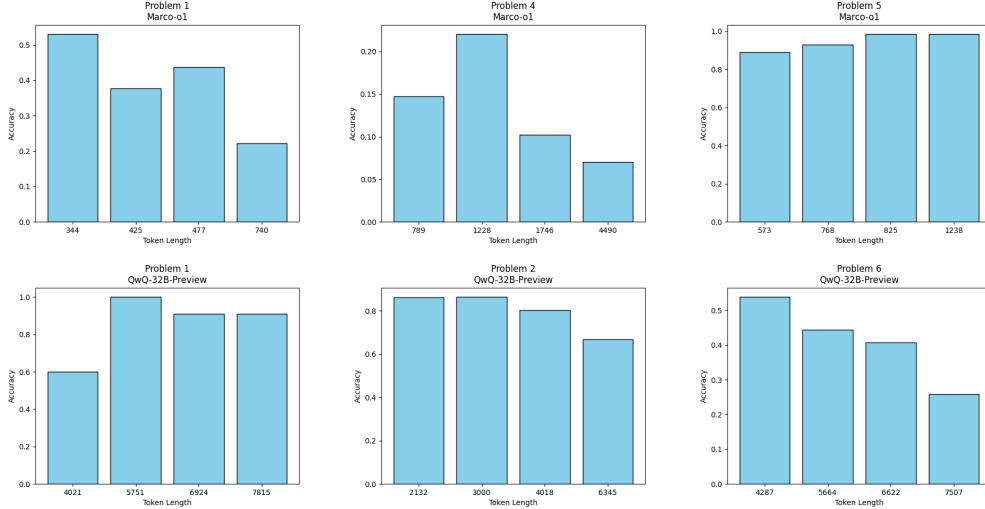 Problem 1
Marco-o1
Accuracy
0.5
0.4
0.3
0.2
0.1
0.0
344 425 477 740
Token Length
Problem 4
Marco-o1
Accuracy
0.20
0.15
0.10
0.05
0.00
789 1228 1746 4490
Token Length
Problem 5
Marco-o1
Accuracy
1.0
0.8
0.6
0.4
0.2
0.0
573 768 825 1238
Token Length
Problem 1
QwQ-32B-Preview
Accuracy
1.0
0.8
0.6
0.4
0.2
0.0
4021 5751 6924 7815
Token Length
Problem 2
QwQ-32B-Preview
Accuracy
0.8
0.6
0.4
0.2
0.0
2132 3000 4018 6345
Token Length
Problem 6
QwQ-32B-Preview
Accuracy
0.5
0.4
0.3
0.2
0.1
0.0
4287 5664 6622 7507
Token Length